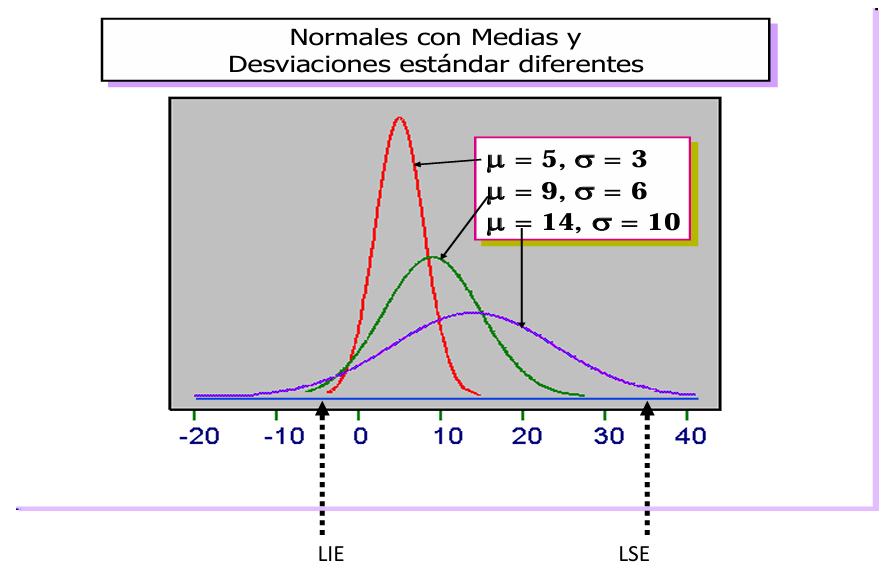 Normales con Medias y
Desviaciones estándar diferentes
μ = 5, σ = 3
μ = 9, σ = 6
μ = 14, σ = 10
-20 -10 0 10 20 30 40
LIE LSE